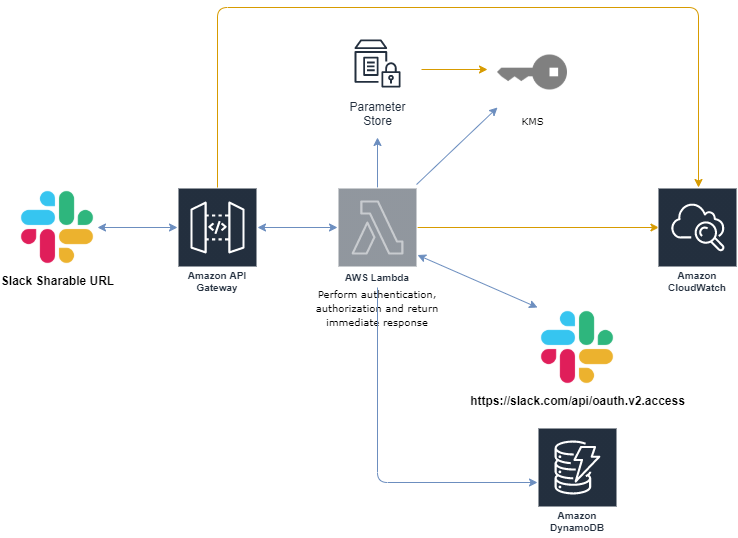 Parameter
Store
KMS
Slack Sharable URL
Amazon API
Gateway
</>
AWS Lambda
Perform authentication,
authorization and return
immediate response
Amazon
CloudWatch
https://slack.com/api/oauth.v2.access
Amazon
DynamoDB